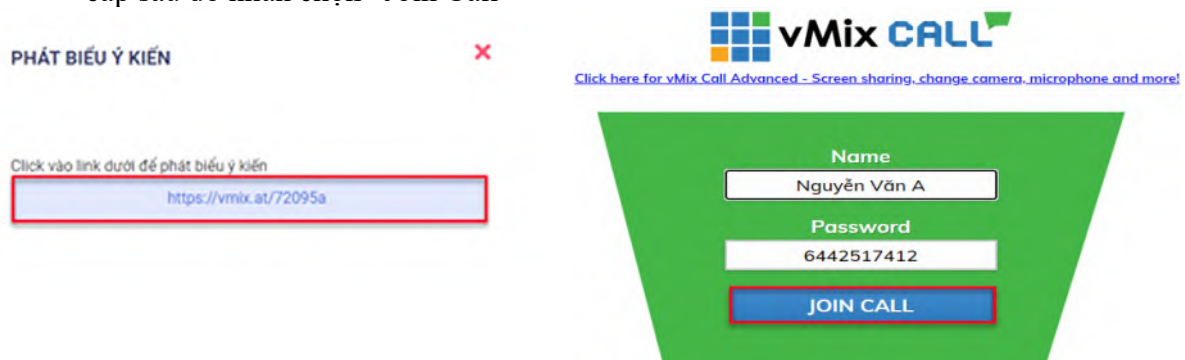 PHÁT BIỂU Ý KIẾN
Click vào link dưới để phát biểu ý kiến
https://vmix.at/72095a
vMix CALL
Click here for vMix Call Advanced - Screen sharing, change camera, microphone and more!
Name
Nguyễn Văn A
Password
6442517412
JOIN CALL